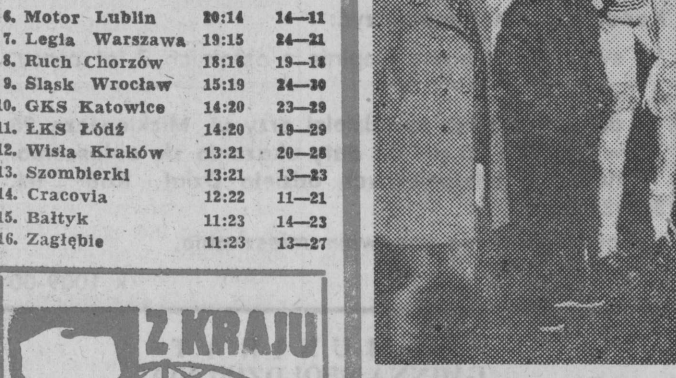 6. Motor Lublin 20:14 14—11
7. Legia Warszawa 19:15 24—21
8. Ruch Chorzów 18:16 19—18
9. Śląsk Wrocław 15:19 24—30
10. GKS Katowice 14:20 23—29
11. ŁKS Łódź 14:20 19—29
12. Wisła Kraków 13:21 20—28
13. Szombierki 13:21 13—23
14. Cracovia 12:22 11—21
15. Bałtyk 11:23 14—23
16. Zagłębie 11:23 13—27
Z KRAJU